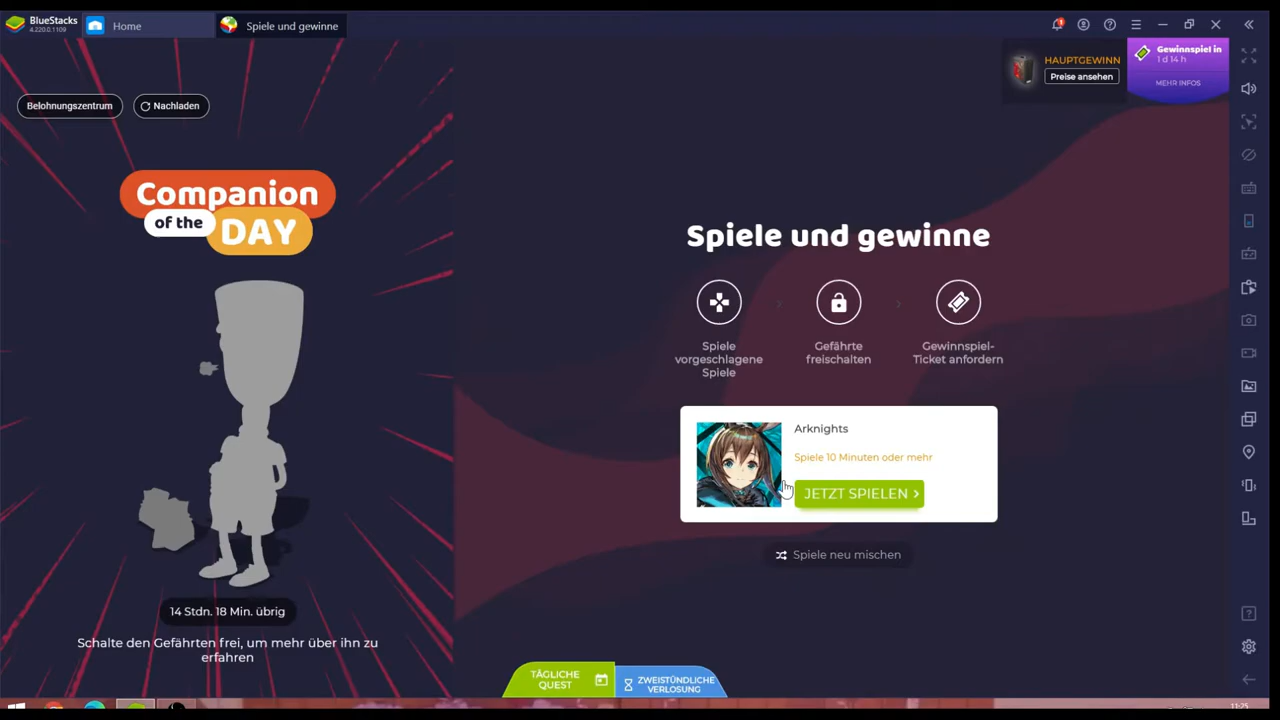 BlueStacks
4.220.0.1109
Home
Spiele und gewinne
HAUPTGEWINN
Preise ansehen
Gewinnspiel in
1 d 14 h
MEHR INFOS
Belohnungszentrum
Nachladen
Companion
of the
DAY
Spiele und gewinne
Spiele
vorgeschlagene
Spiele
Gefährte
freischalten
Gewinnspiel-
Ticket anfordern
Arknights
Spiele 10 Minuten oder mehr
JETZT SPIELEN
Spiele neu mischen
14 Stdn. 18 Min. übrig
Schalte den Gefährten frei, um mehr über ihn zu
erfahren
TÄGLICHE
QUEST
ZWEISTÜNDLICHE
VERLOSUNG
11:25